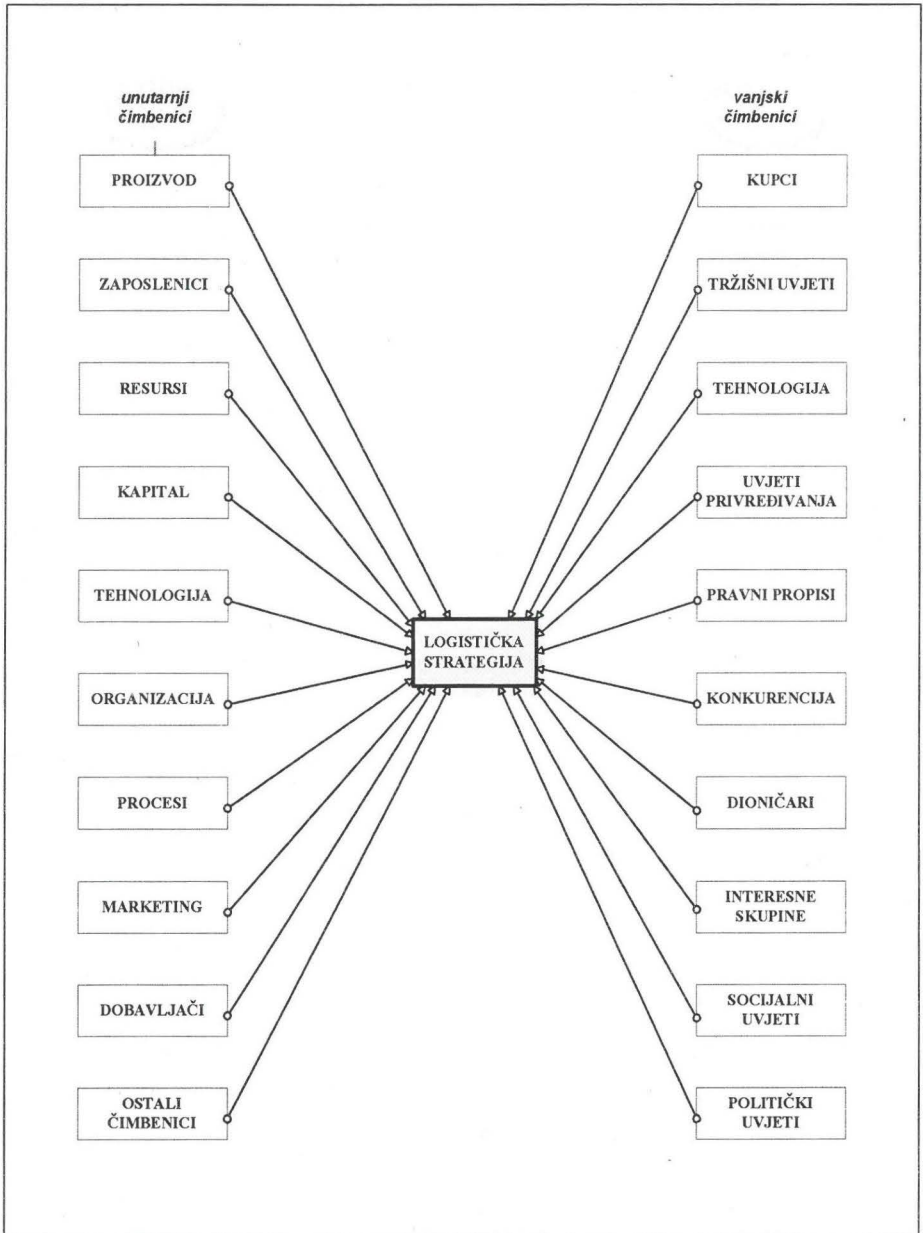 unutarnji
čimbenici
PROIZVOD
ZAPOSLENICI
RESURSI
KAPITAL
TEHNOLOGIJA
ORGANIZACIJA
PROCESI
MARKETING
DOBAVLJAČI
OSTALI
ČIMBENICI
LOGISTIČKA
STRATEGIJA
vanjski
čimbenici
KUPCI
TRŽIŠNI UVJETI
TEHNOLOGIJA
UVJETI
PRIVREĐIVANJA
PRAVNI PROPISI
KONKURENCIJA
DIONIČARI
INTERESNE
SKUPINE
SOCIJALNI
UVJETI
POLITIČKI
UVJETI